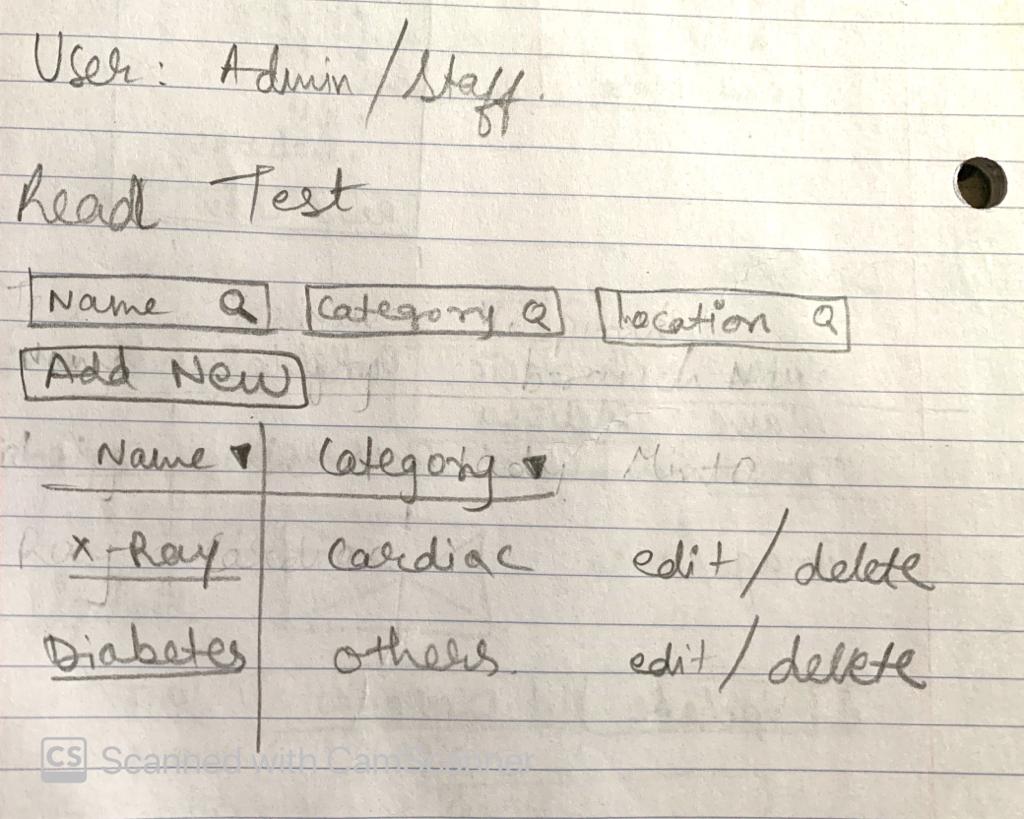 User: Admin/Staff.
Read Test
Name Category Location
Add New
Name Category
X-Ray Cardiac edit/delete
Diabetes others. edit/delete
CS Scanned with CamScanner